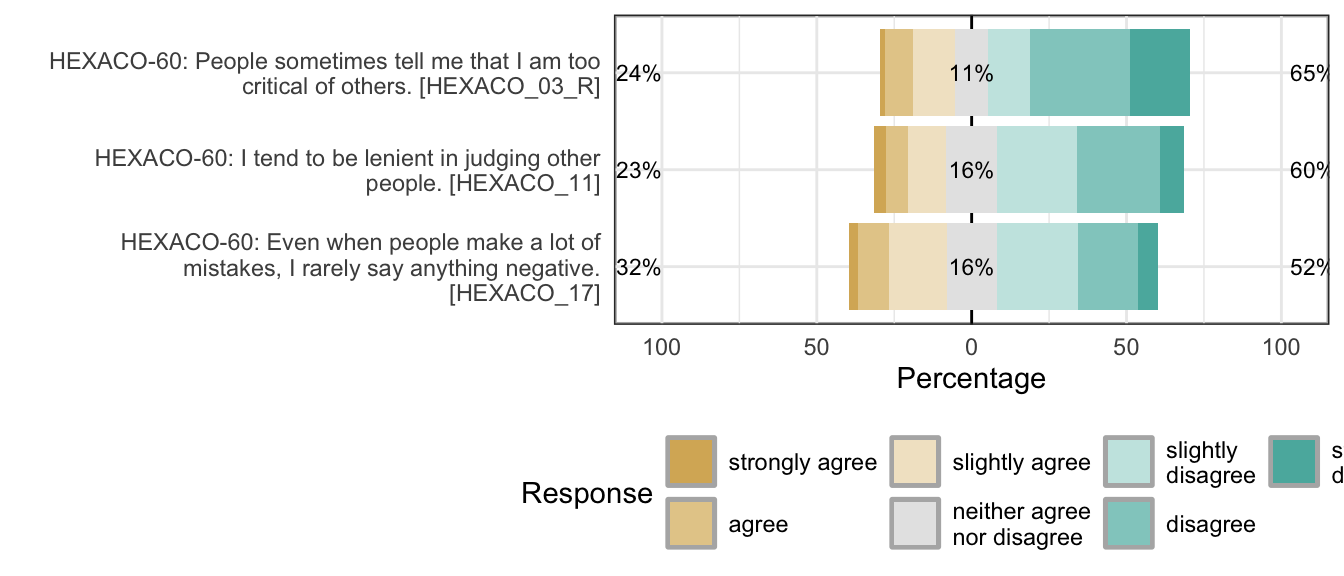 HEXACO-60: People sometimes tell me that I am too
critical of others. [HEXACO_03_R]
24%
11%
65%
HEXACO-60: I tend to be lenient in judging other
people. [HEXACO_11]
23%
16%
60%
HEXACO-60: Even when people make a lot of
mistakes, I rarely say anything negative.
[HEXACO_17]
32%
16%
52%
100
50
0
50
100
Percentage
Response
strongly agree
agree
slightly agree
neither agree
nor disagree
slightly
disagree
disagree